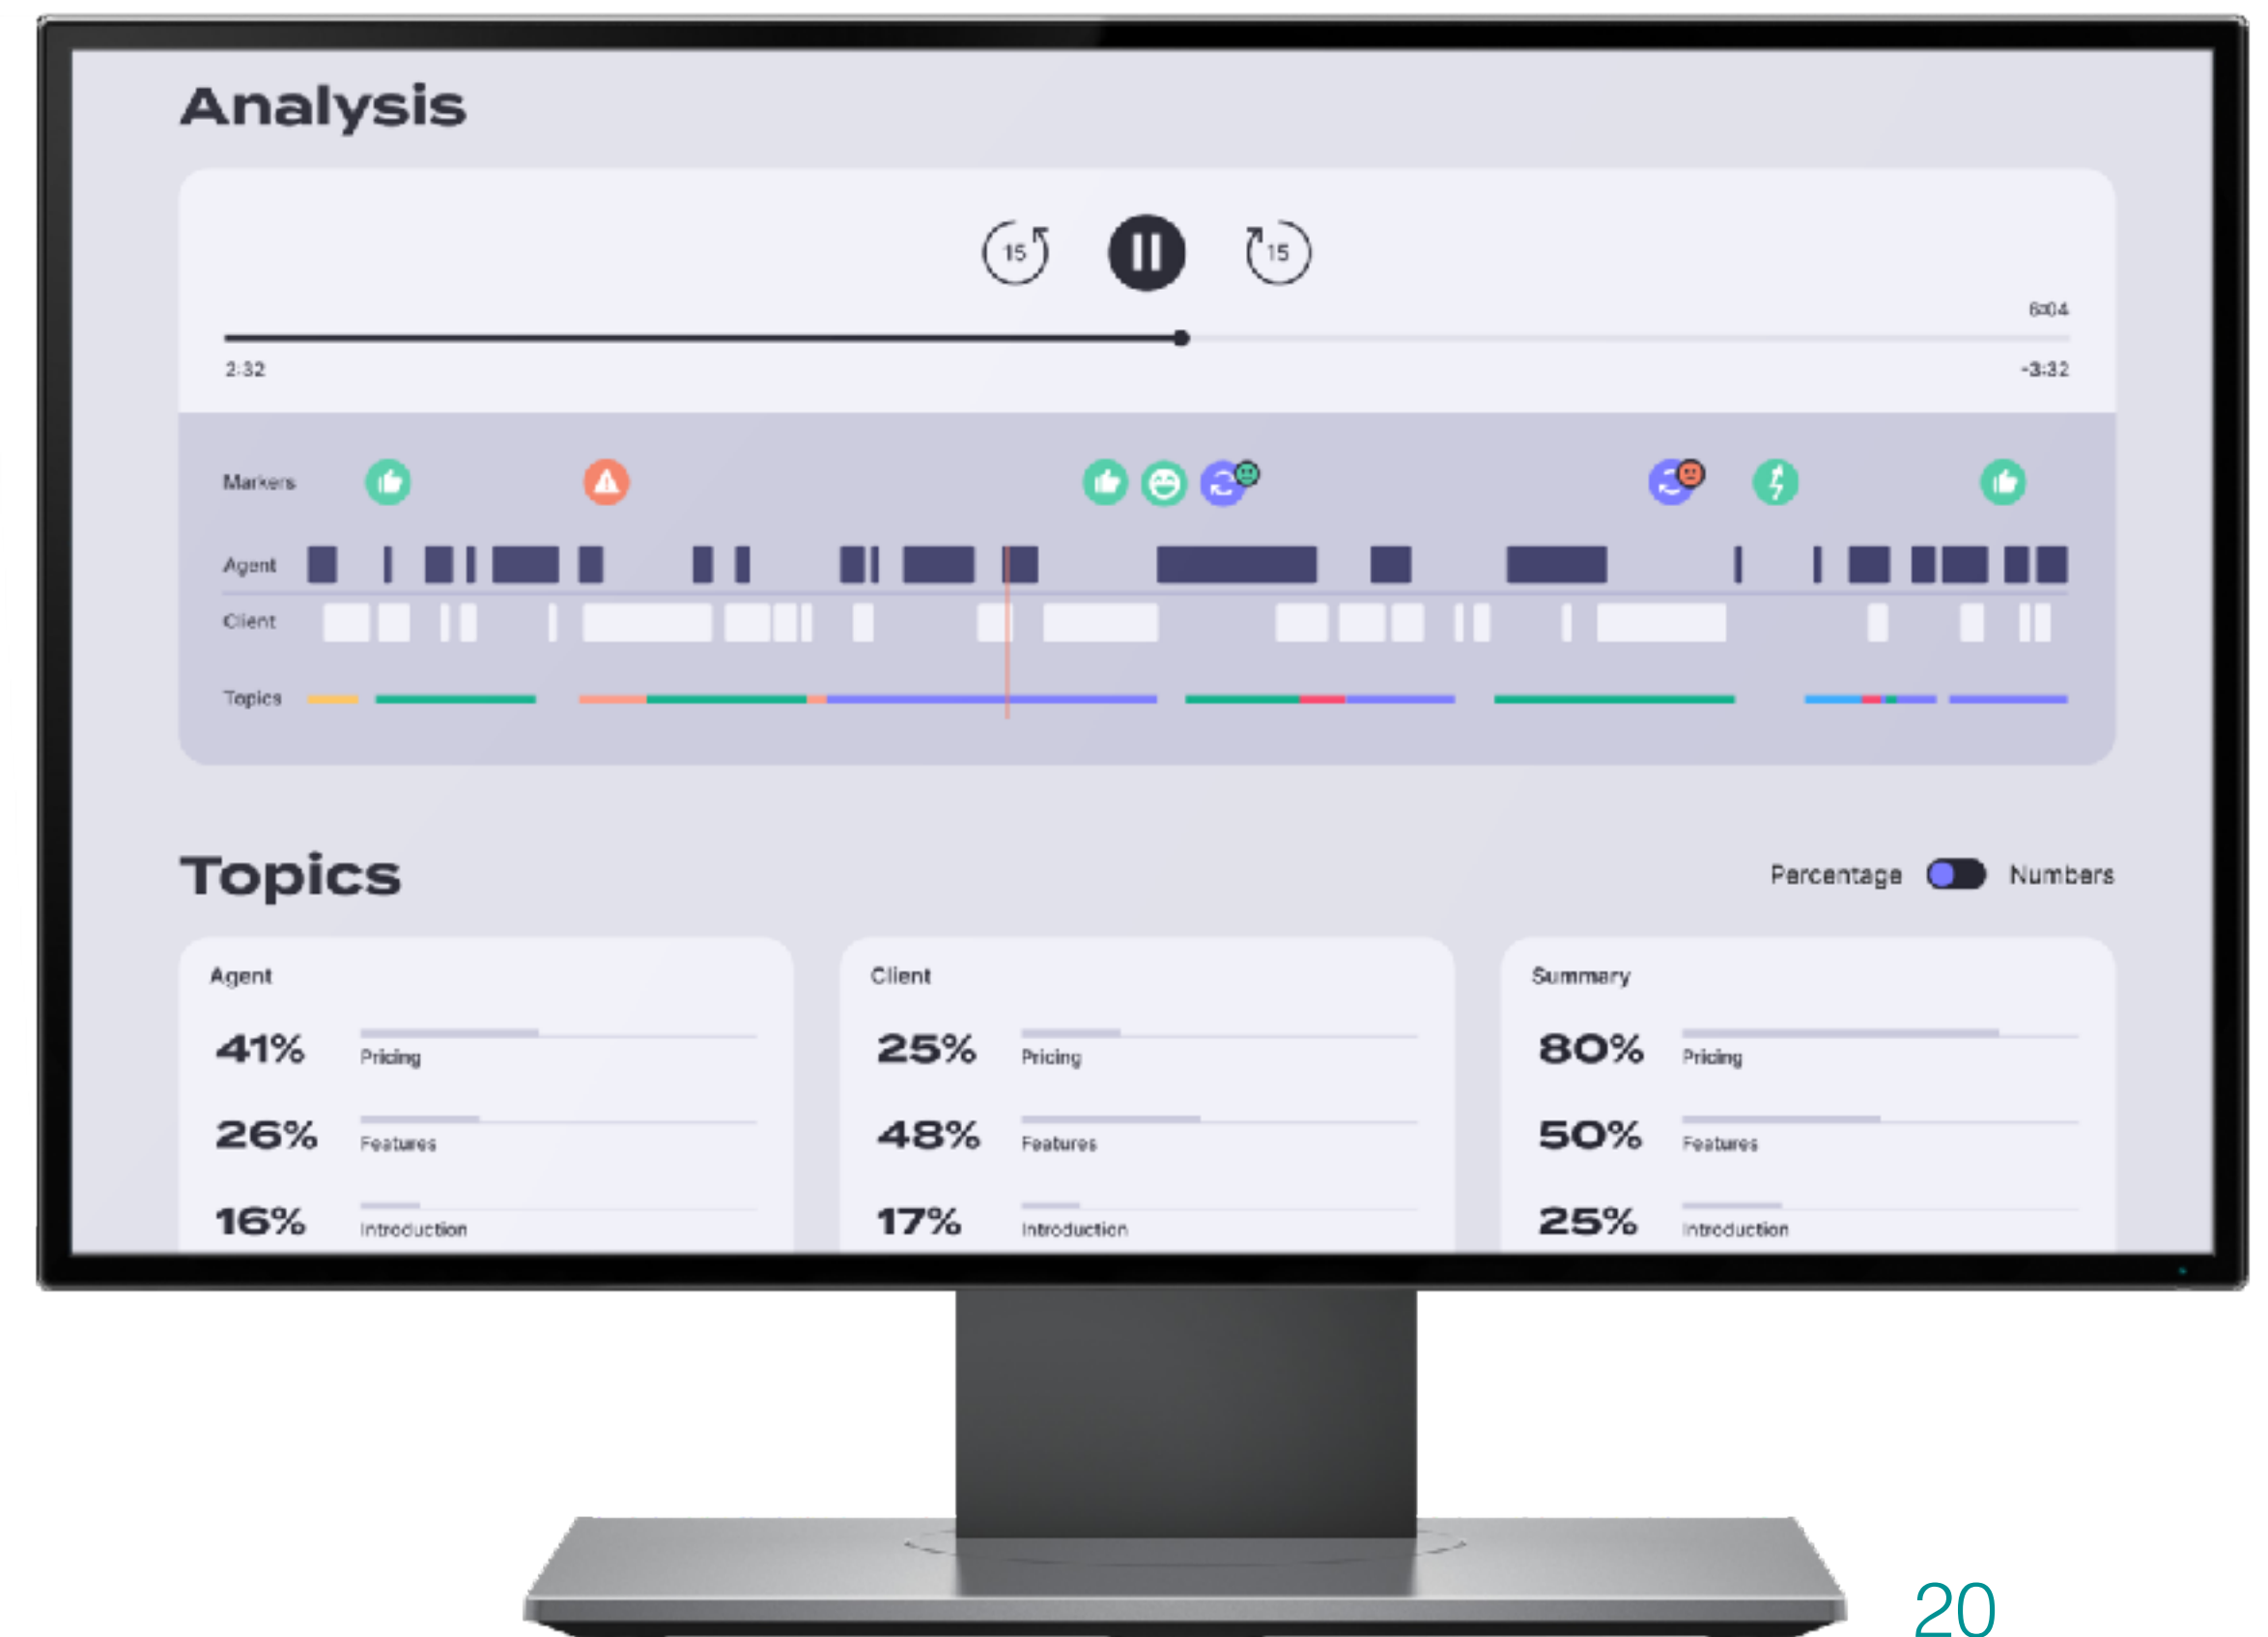 Analysis
15 15
6:04
2:32 -3:32
Markers
Agent
Client
Topics
Topics
Percentage Numbers
Agent Client Summary
41% Pricing 25% Pricing 80% Pricing
26% Features 48% Features 50% Features
16% Introduction 17% Introduction 25% Introduction
20